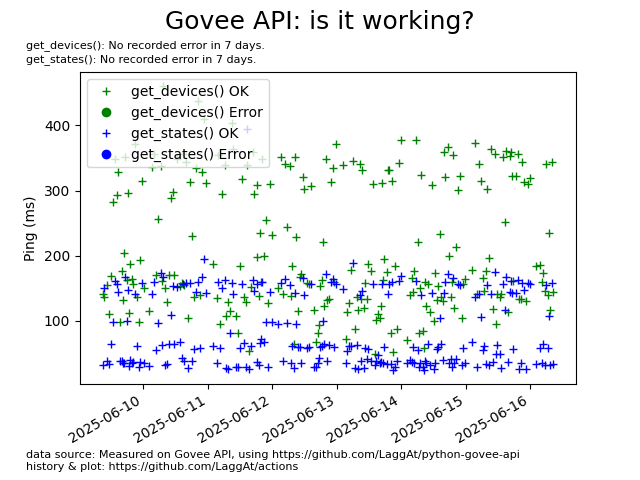 Govee API: is it working?
get_devices(): No recorded error in 7 days.
get_states(): No recorded error in 7 days.
get_devices() OK
get_devices() Error
get_states() OK
get_states() Error
Ping (ms)
400
300
200
100
2025-06-10
2025-06-11
2025-06-12
2025-06-13
2025-06-14
2025-06-15
2025-06-16
data source: Measured on Govee API, using https://github.com/LaggAt/python-govee-api
history & plot: https://github.com/LaggAt/actions